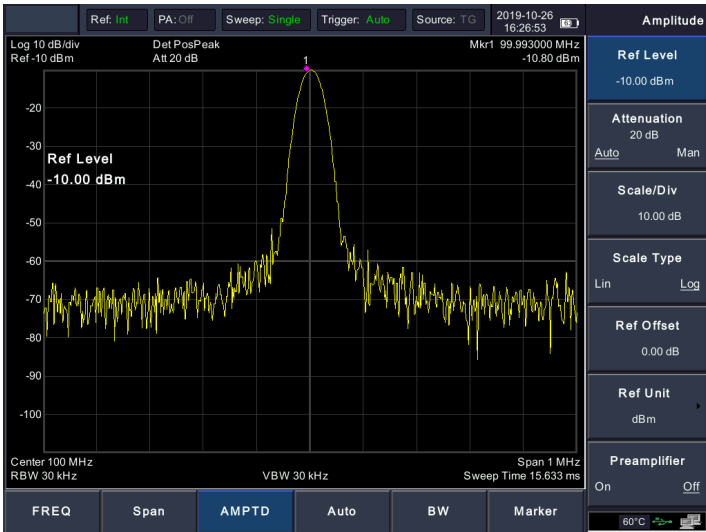 Ref: Int PA: Off Sweep: Single Trigger: Auto Source: TG 2019-10-26 16:26:53
Amplitude
Log 10 dB/div Det PosPeak Mkr1 99.993000 MHz
Ref -10 dBm Att 20 dB -10.80 dBm
1
-20
-30
-40
-50
-60
-70
-80
-90
-100
Ref Level
-10.00 dBm
Center 100 MHz Span 1 MHz
RBW 30 kHz VBW 30 kHz Sweep Time 15.633 ms
Ref Level
-10.00 dBm
Attenuation
20 dB
Auto Man
Scale/Div
10.00 dB
Scale Type
Lin Log
Ref Offset
0.00 dB
Ref Unit
dBm
Preamplifier
On Off
FREQ Span AMPTD Auto BW Marker
60°C